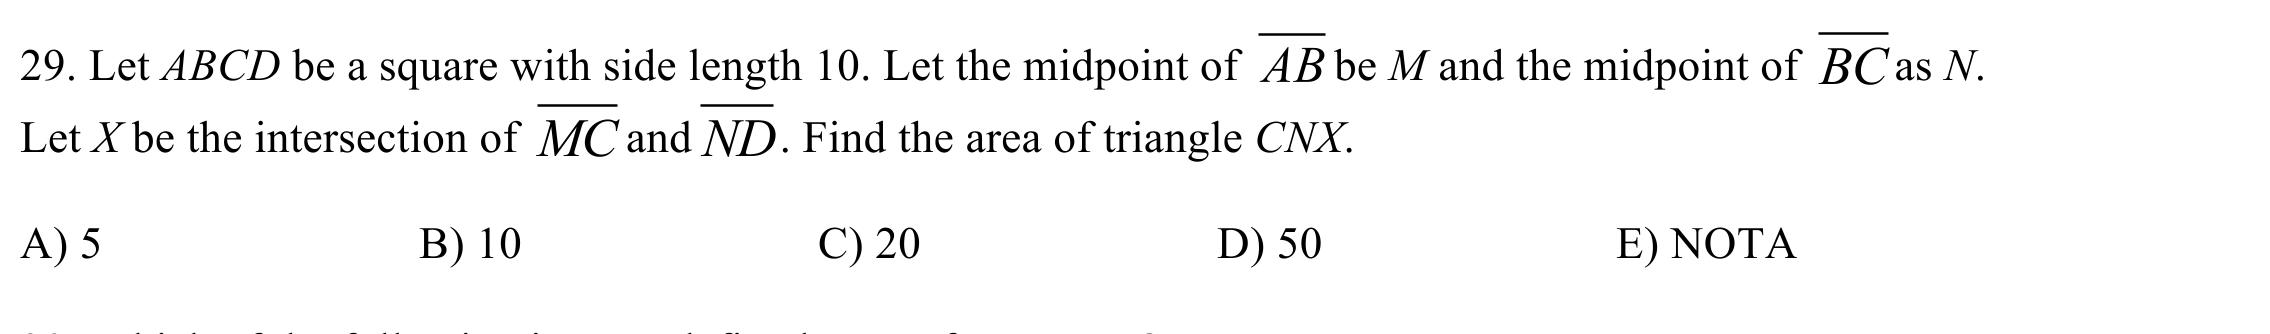 29. Let ABCD be a square with side length 10. Let the midpoint of AB be M and the midpoint of BC as N.
Let X be the intersection of MC and ND. Find the area of triangle CNX.
A) 5 B) 10 C) 20 D) 50 E) NOTA